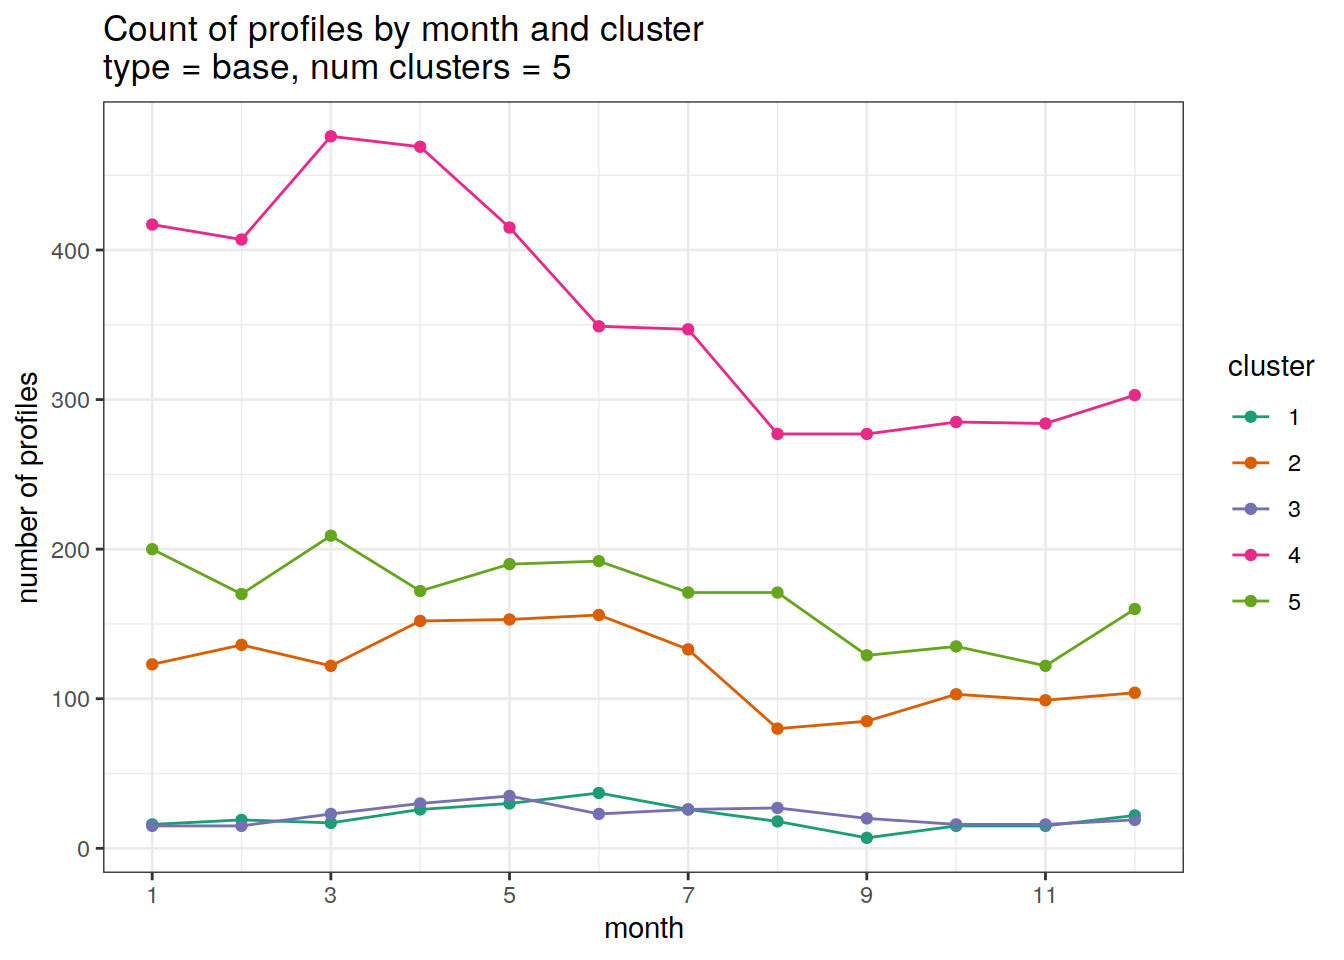 Count of profiles by month and cluster
type = base, num clusters = 5
number of profiles
400
300
200
100
0
1 3 5 7 9 11
month
cluster
1
2
3
4
5